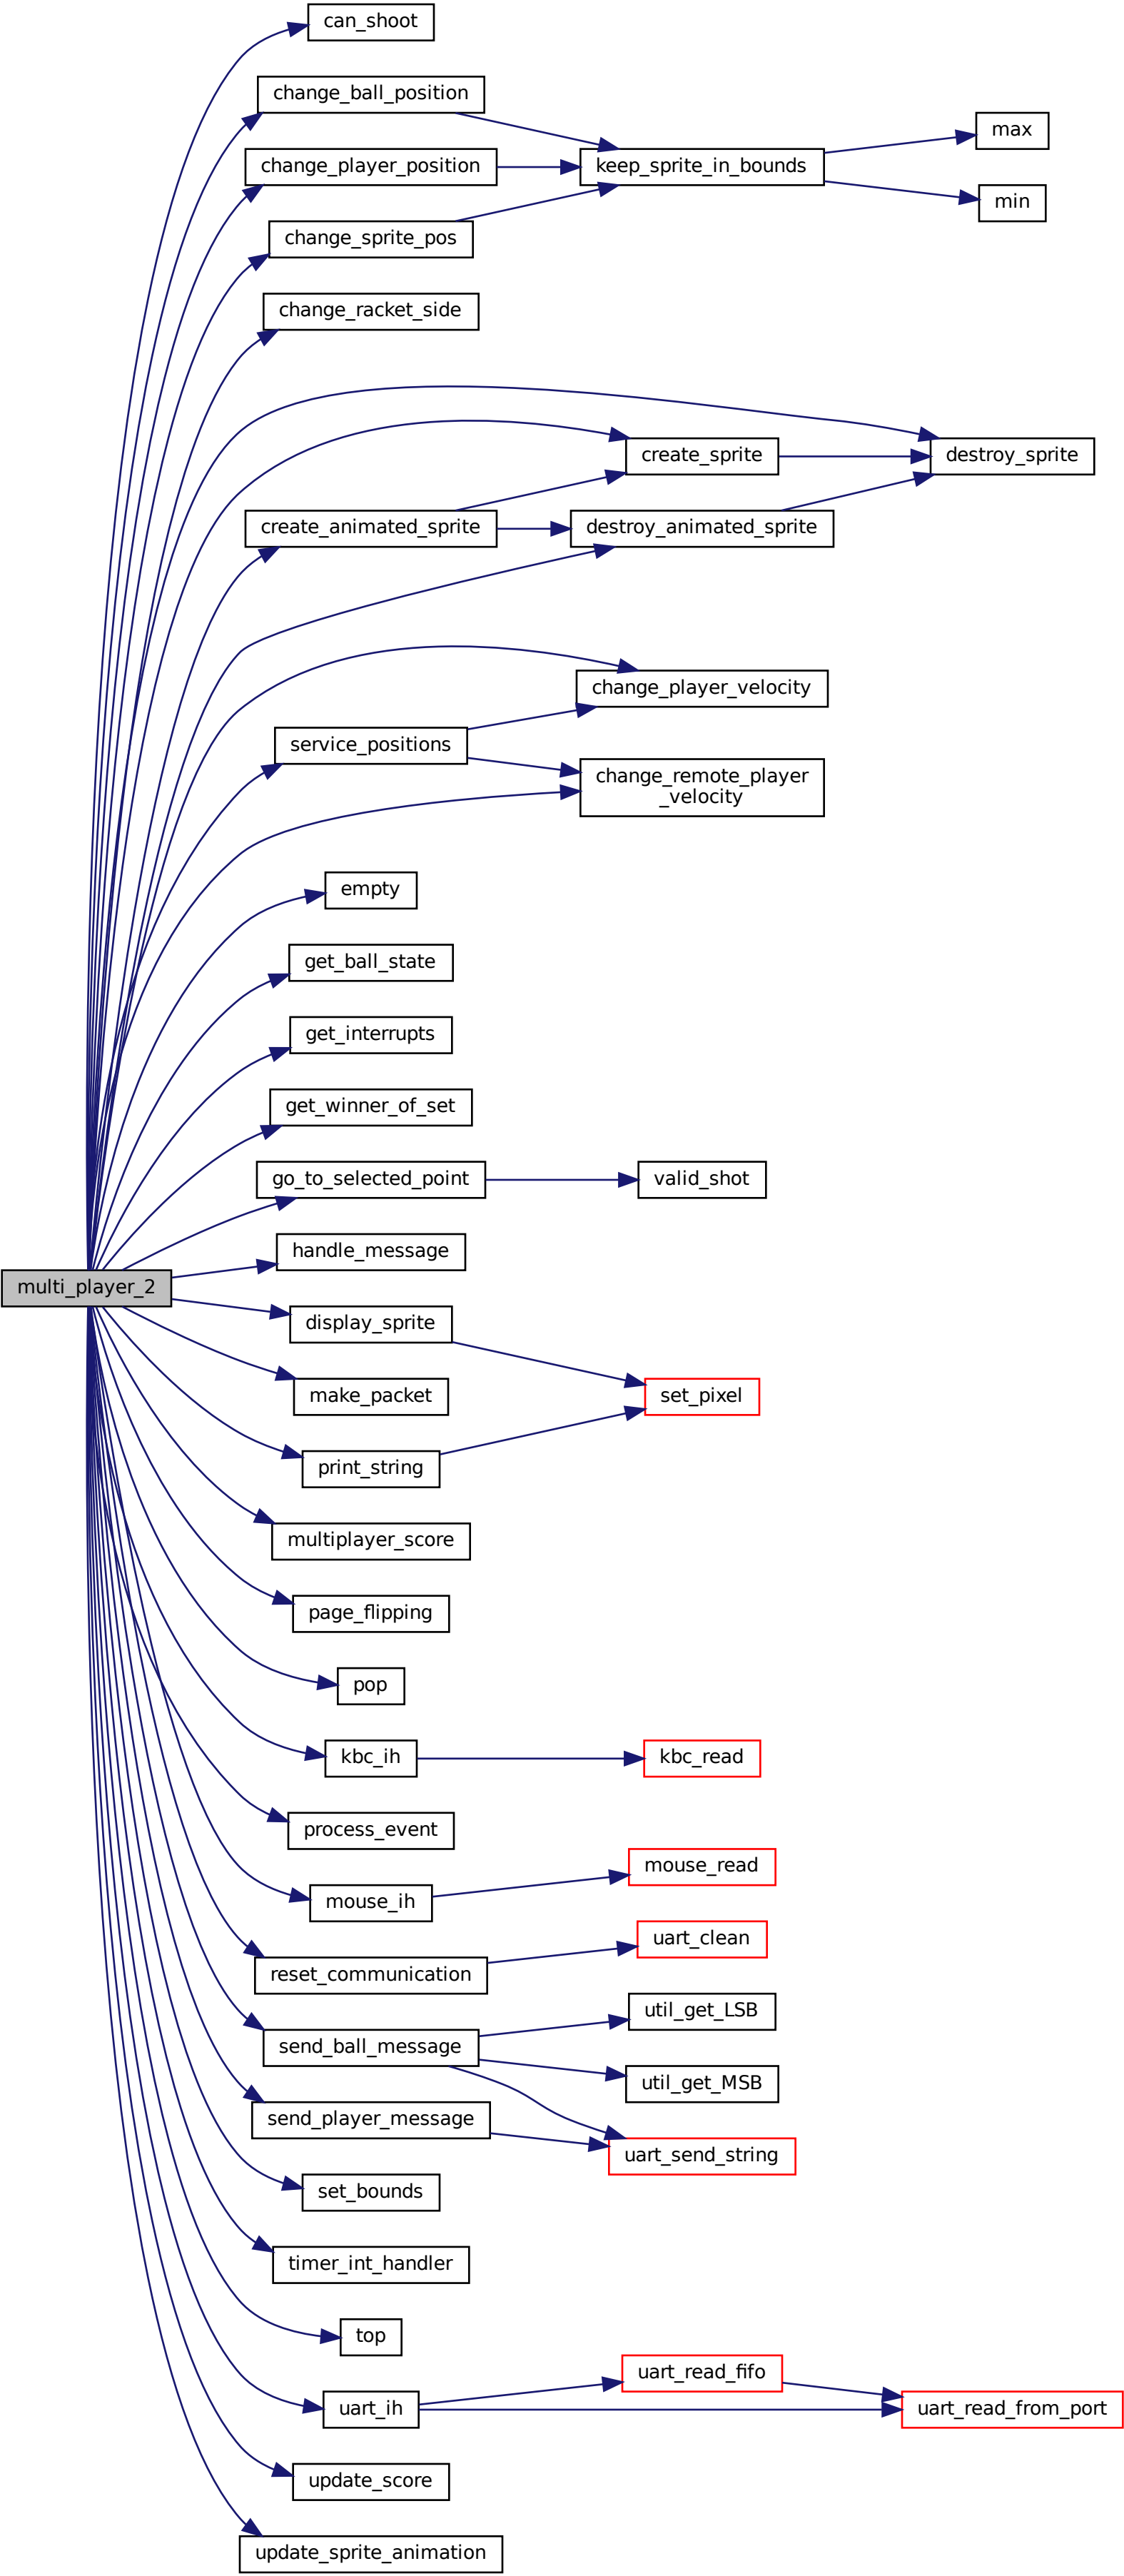 can_shoot
change_ball_position
max
change_player_position
keep_sprite_in_bounds
min
change_sprite_pos
change_racket_side
create_sprite
destroy_sprite
create_animated_sprite
destroy_animated_sprite
change_player_velocity
service_positions
change_remote_player
_velocity
empty
get_ball_state
get_interrupts
get_winner_of_set
go_to_selected_point
valid_shot
handle_message
multi_player_2
display_sprite
make_packet
set_pixel
print_string
multiplayer_score
page_flipping
pop
kbc_ih
kbc_read
process_event
mouse_read
mouse_ih
uart_clean
reset_communication
util_get_LSB
send_ball_message
util_get_MSB
send_player_message
uart_send_string
set_bounds
timer_int_handler
top
uart_read_fifo
uart_ih
uart_read_from_port
update_score
update_sprite_animation